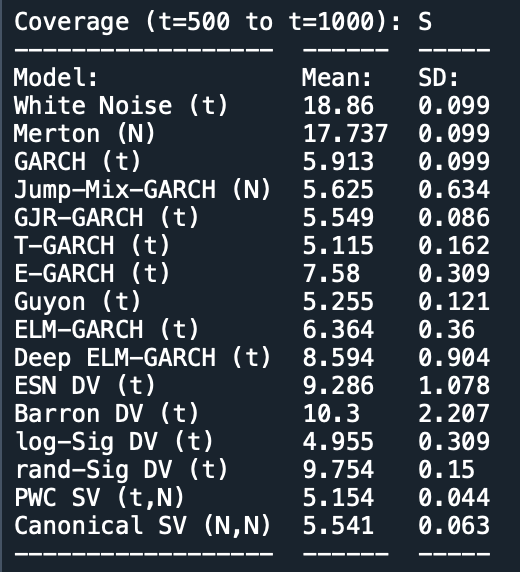 Coverage (t=500 to t=1000): S
------------------ ------ -----
Model: Mean: SD:
White Noise (t) 18.86 0.099
Merton (N) 17.737 0.099
GARCH (t) 5.913 0.099
Jump-Mix-GARCH (N) 5.625 0.634
GJR-GARCH (t) 5.549 0.086
T-GARCH (t) 5.115 0.162
E-GARCH (t) 7.58 0.309
Guyon (t) 5.255 0.121
ELM-GARCH (t) 6.364 0.36
Deep ELM-GARCH (t) 8.594 0.904
ESN DV (t) 9.286 1.078
Barron DV (t) 10.3 2.207
log-Sig DV (t) 4.955 0.309
rand-Sig DV (t) 9.754 0.15
PWC SV (t,N) 5.154 0.044
Canonical SV (N,N) 5.541 0.063
------------------ ------ -----